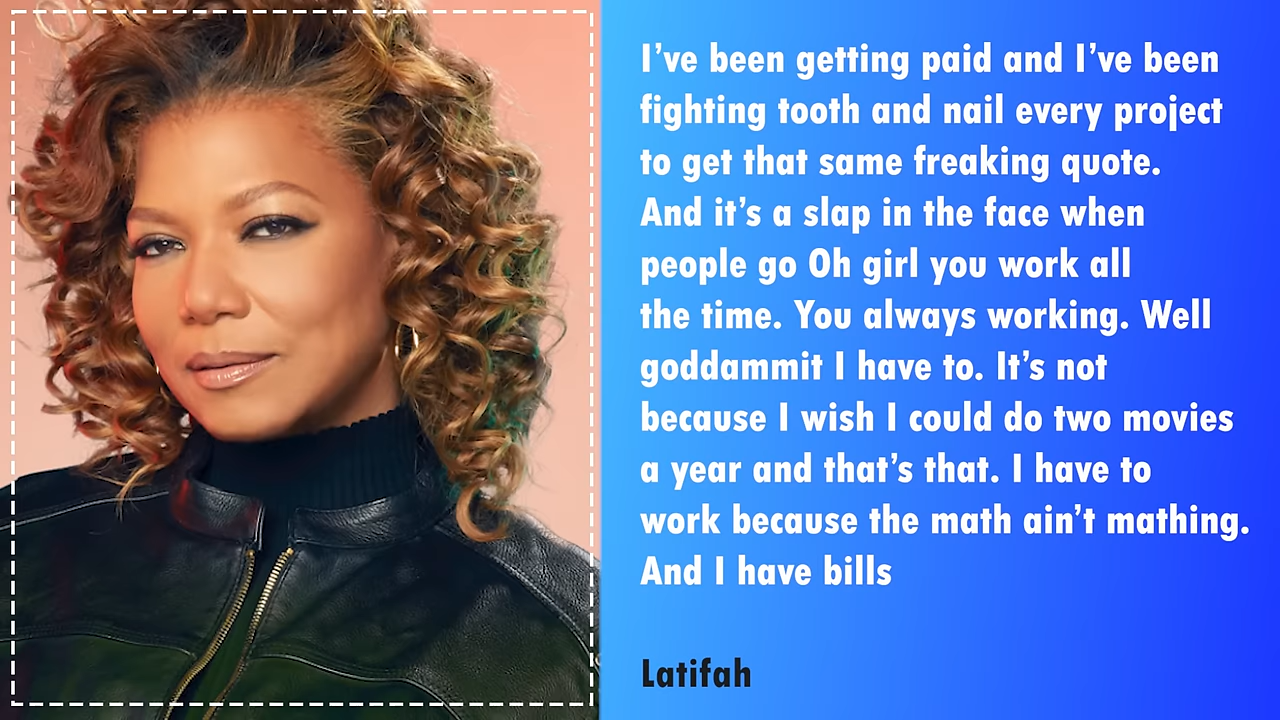 I’ve been getting paid and I’ve been
fighting tooth and nail every project
to get that same freaking quote.
And it’s a slap in the face when
people go Oh girl you work all
the time. You always working. Well
goddammit I have to. It’s not
because I wish I could do two movies
a year and that’s that. I have to
work because the math ain’t mathing.
And I have bills
Latifah